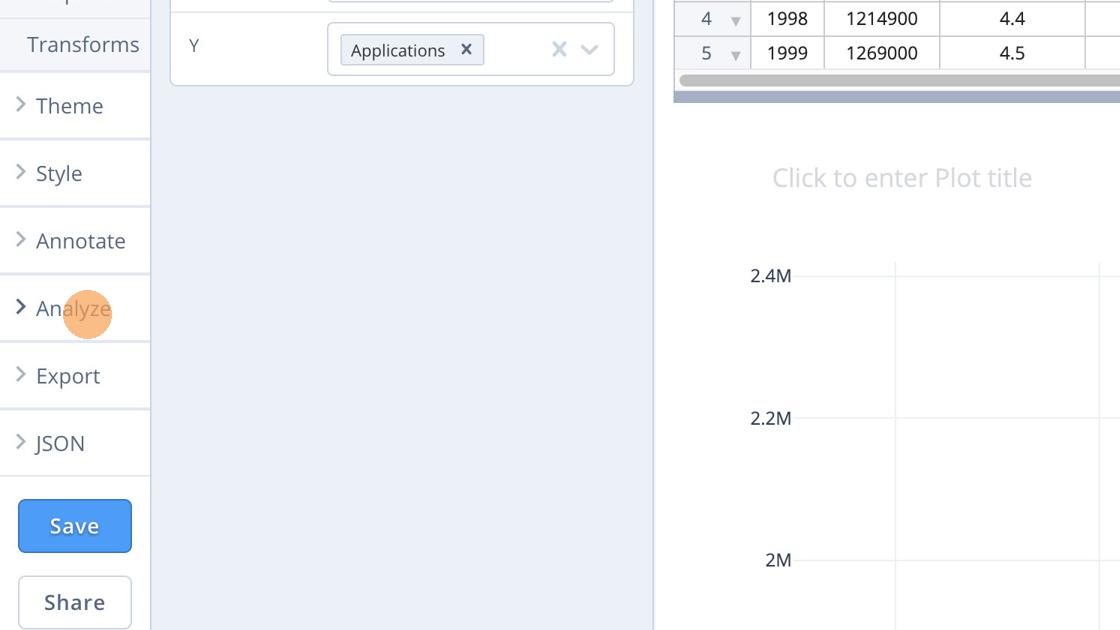 Transforms
Theme
Style
Annotate
Analyze
Export
JSON
Save
Share
Y
Applications
4 1998 1214900 4.4
5 1999 1269000 4.5
Click to enter Plot title
2.4M
2.2M
2M